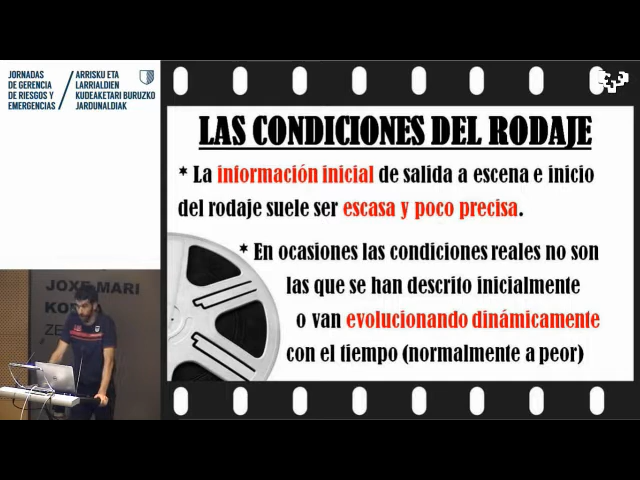 JORNADAS
DE GERENCIA
DE RIESGOS Y
EMERGENCIAS
ARRISKU ETA
LARRIALDIEN
KUDEAKETARI BURUZKO
JARDUNALDIAK
LAS CONDICIONES DEL RODAJE
* La información inicial de salida a escena e inicio
del rodaje suele ser escasa y poco precisa.
* En ocasiones las condiciones reales no son
las que se han descrito inicialmente
o van evolucionando dinámicamente
con el tiempo (normalmente a peor)
JOXE MARI